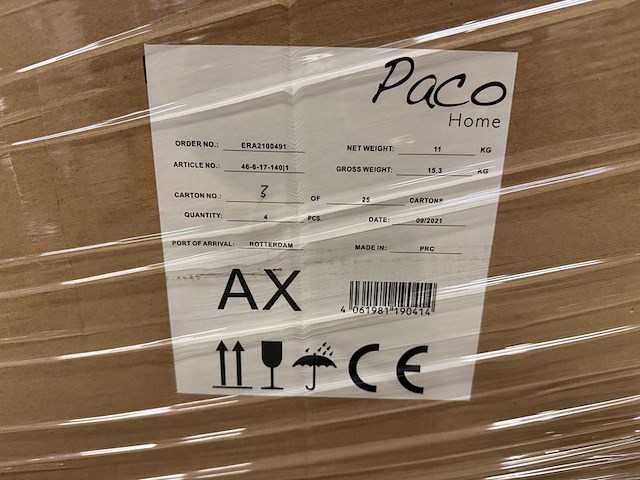 Paco
Home
ORDER NO.: ERA2100491
NET WEIGHT: 11 KG
ARTICLE NO.: 46-6-17-140|1
GROSS WEIGHT: 15.3 KG
CARTON NO.: 3 OF 25 CARTONS
QUANTITY: 4 PCS.
DATE: 09/2021
PORT OF ARRIVAL: ROTTERDAM
MADE IN: PRC
AX
4 061981 190414
CE